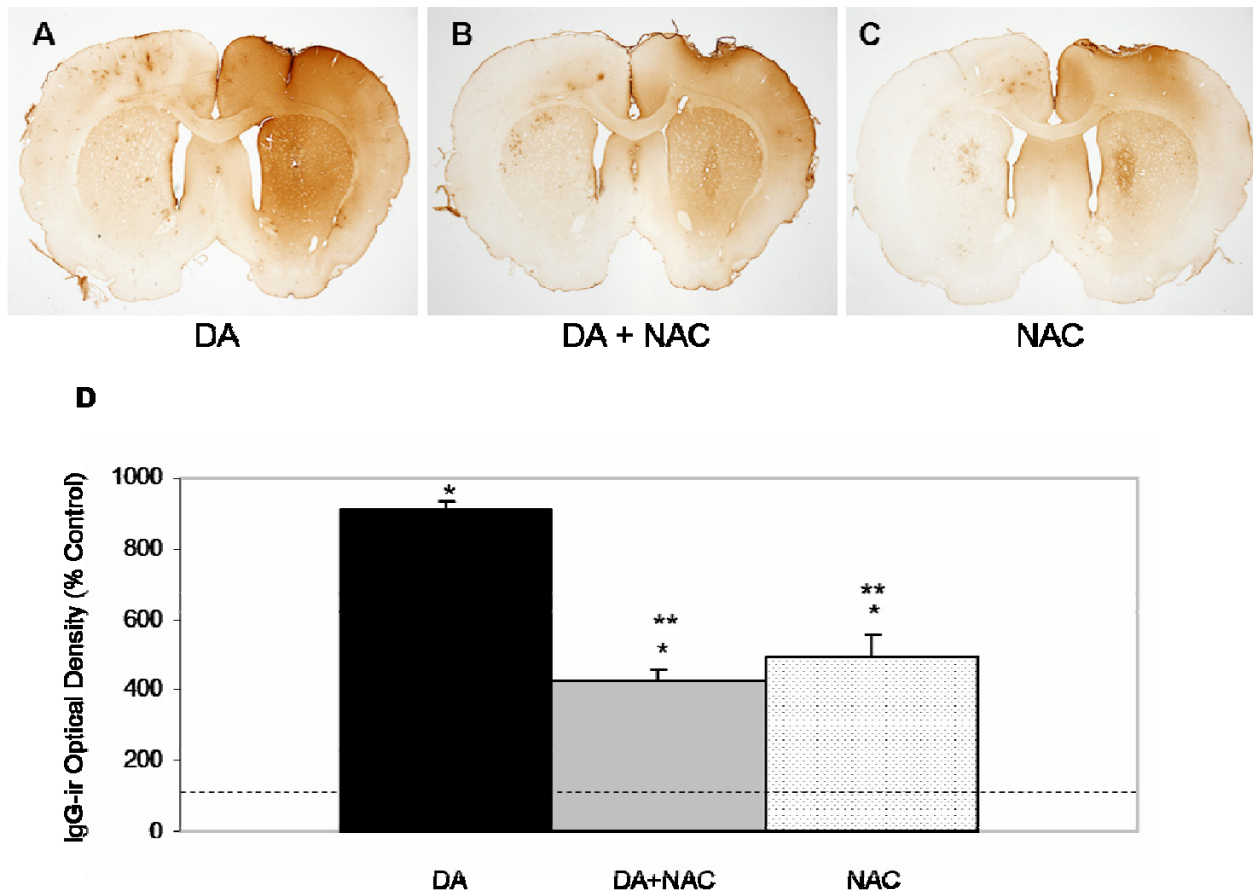 A
B
C
DA
DA + NAC
NAC
D
IgG-ir Optical Density (% Control)
1000
800
600
400
200
0
*
**
*
**
*
DA
DA+NAC
NAC